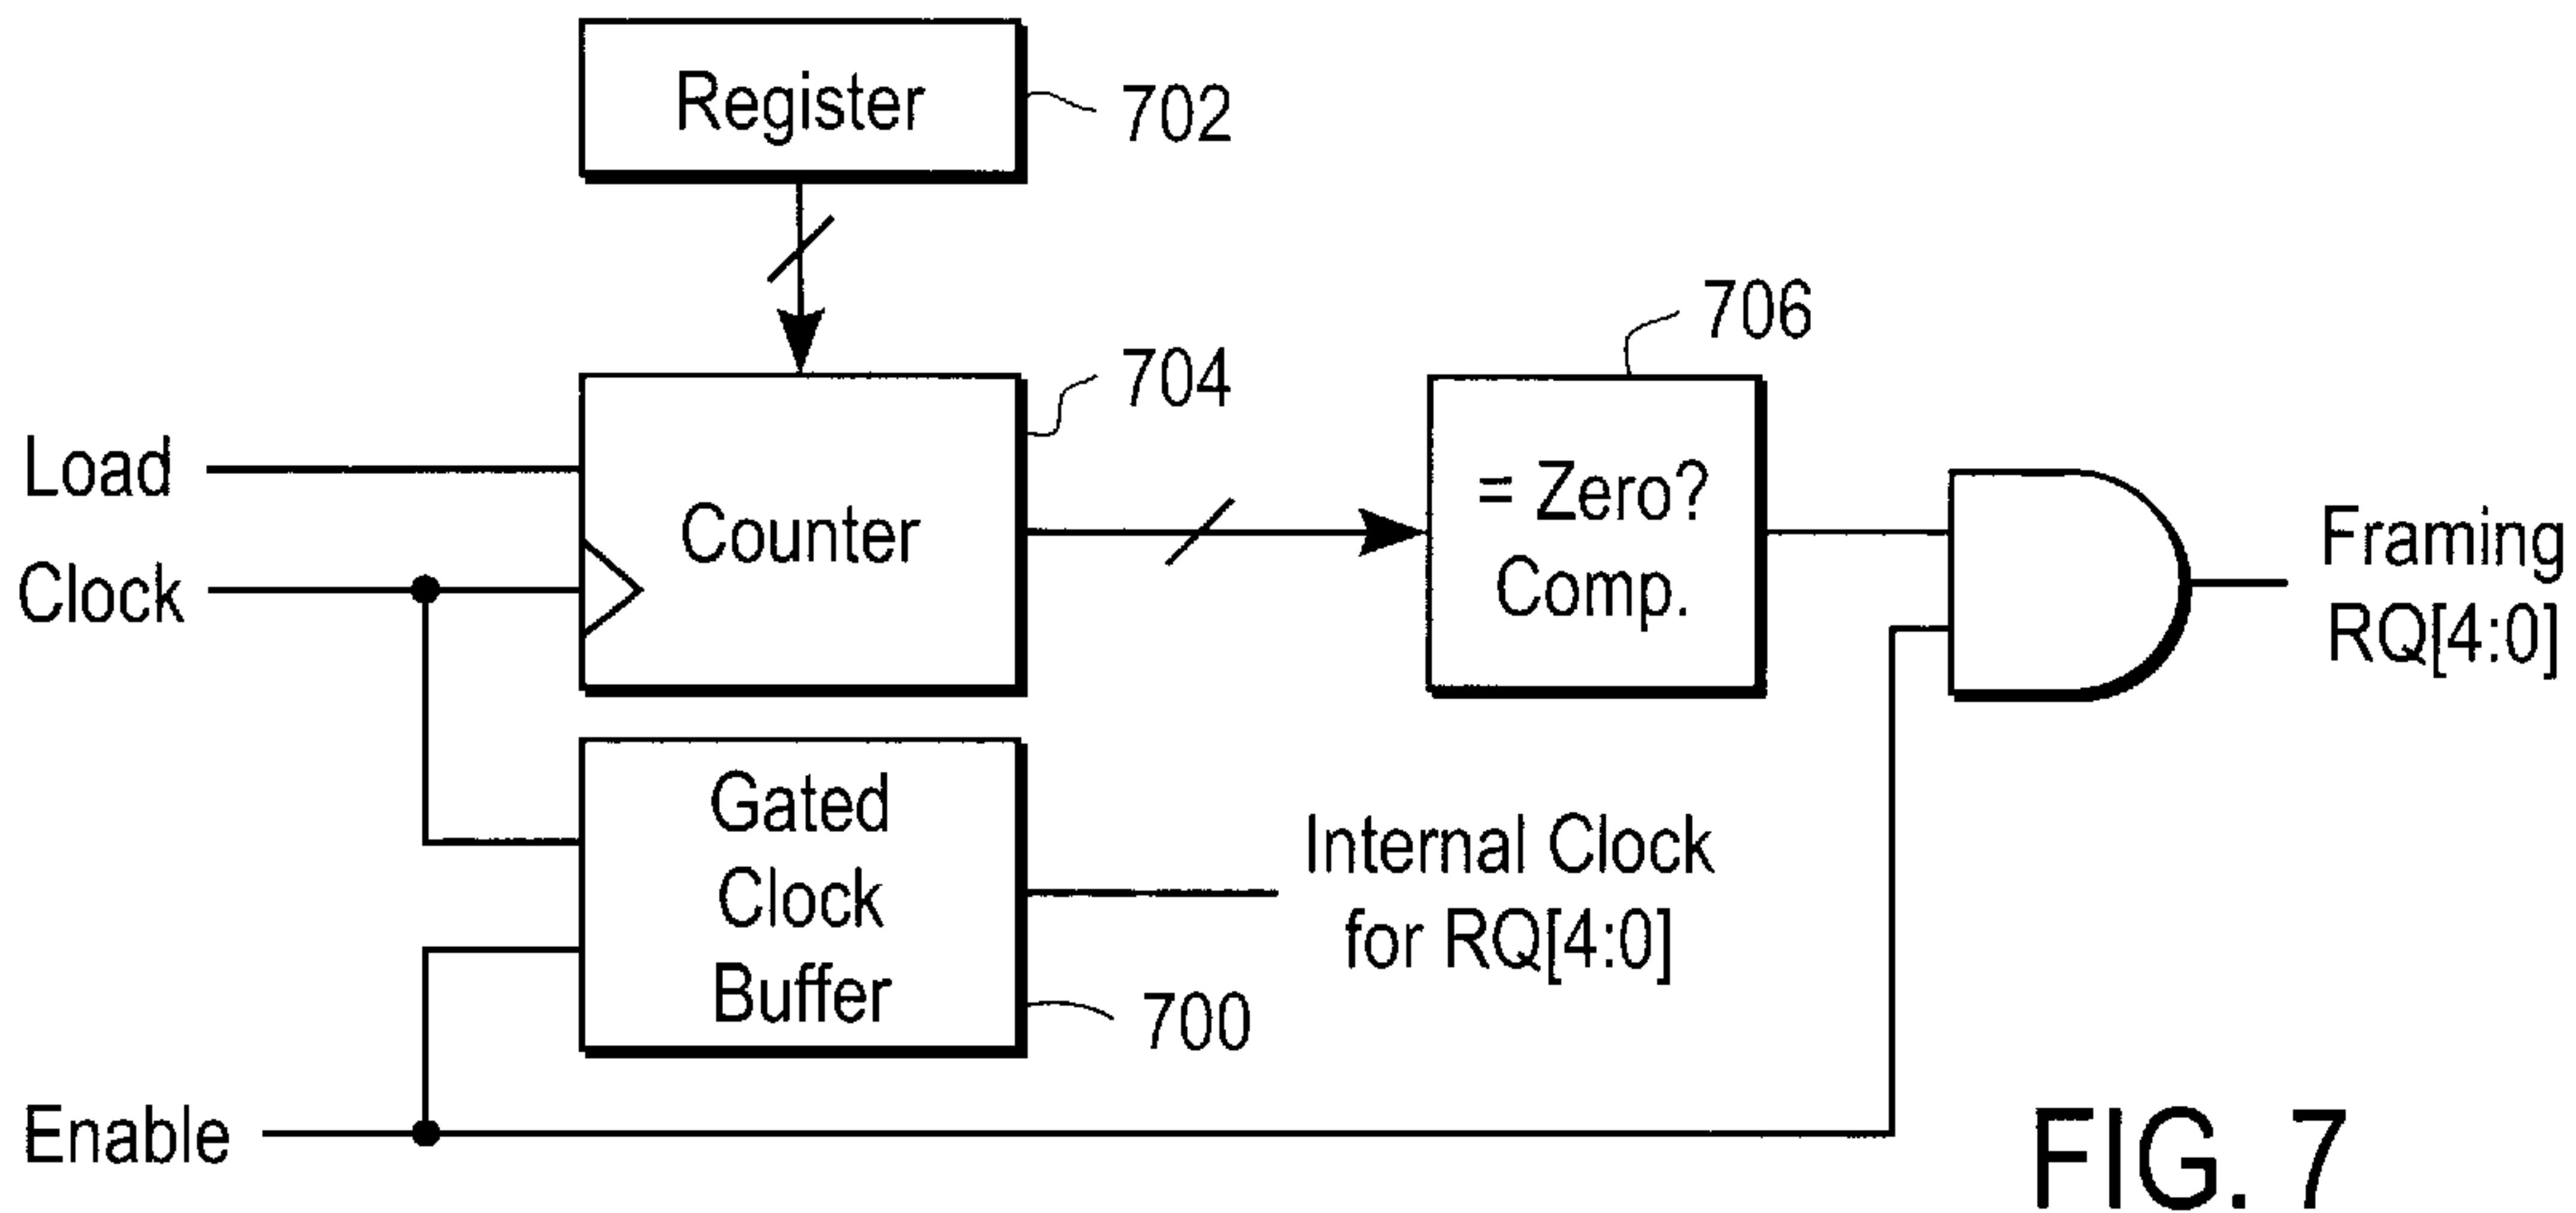 Register
702
706
704
Load
Counter
= Zero?
Comp.
Clock
Framing
RQ[4:0]
Gated
Clock
Buffer
Internal Clock
for RQ[4:0]
700
Enable
FIG. 7